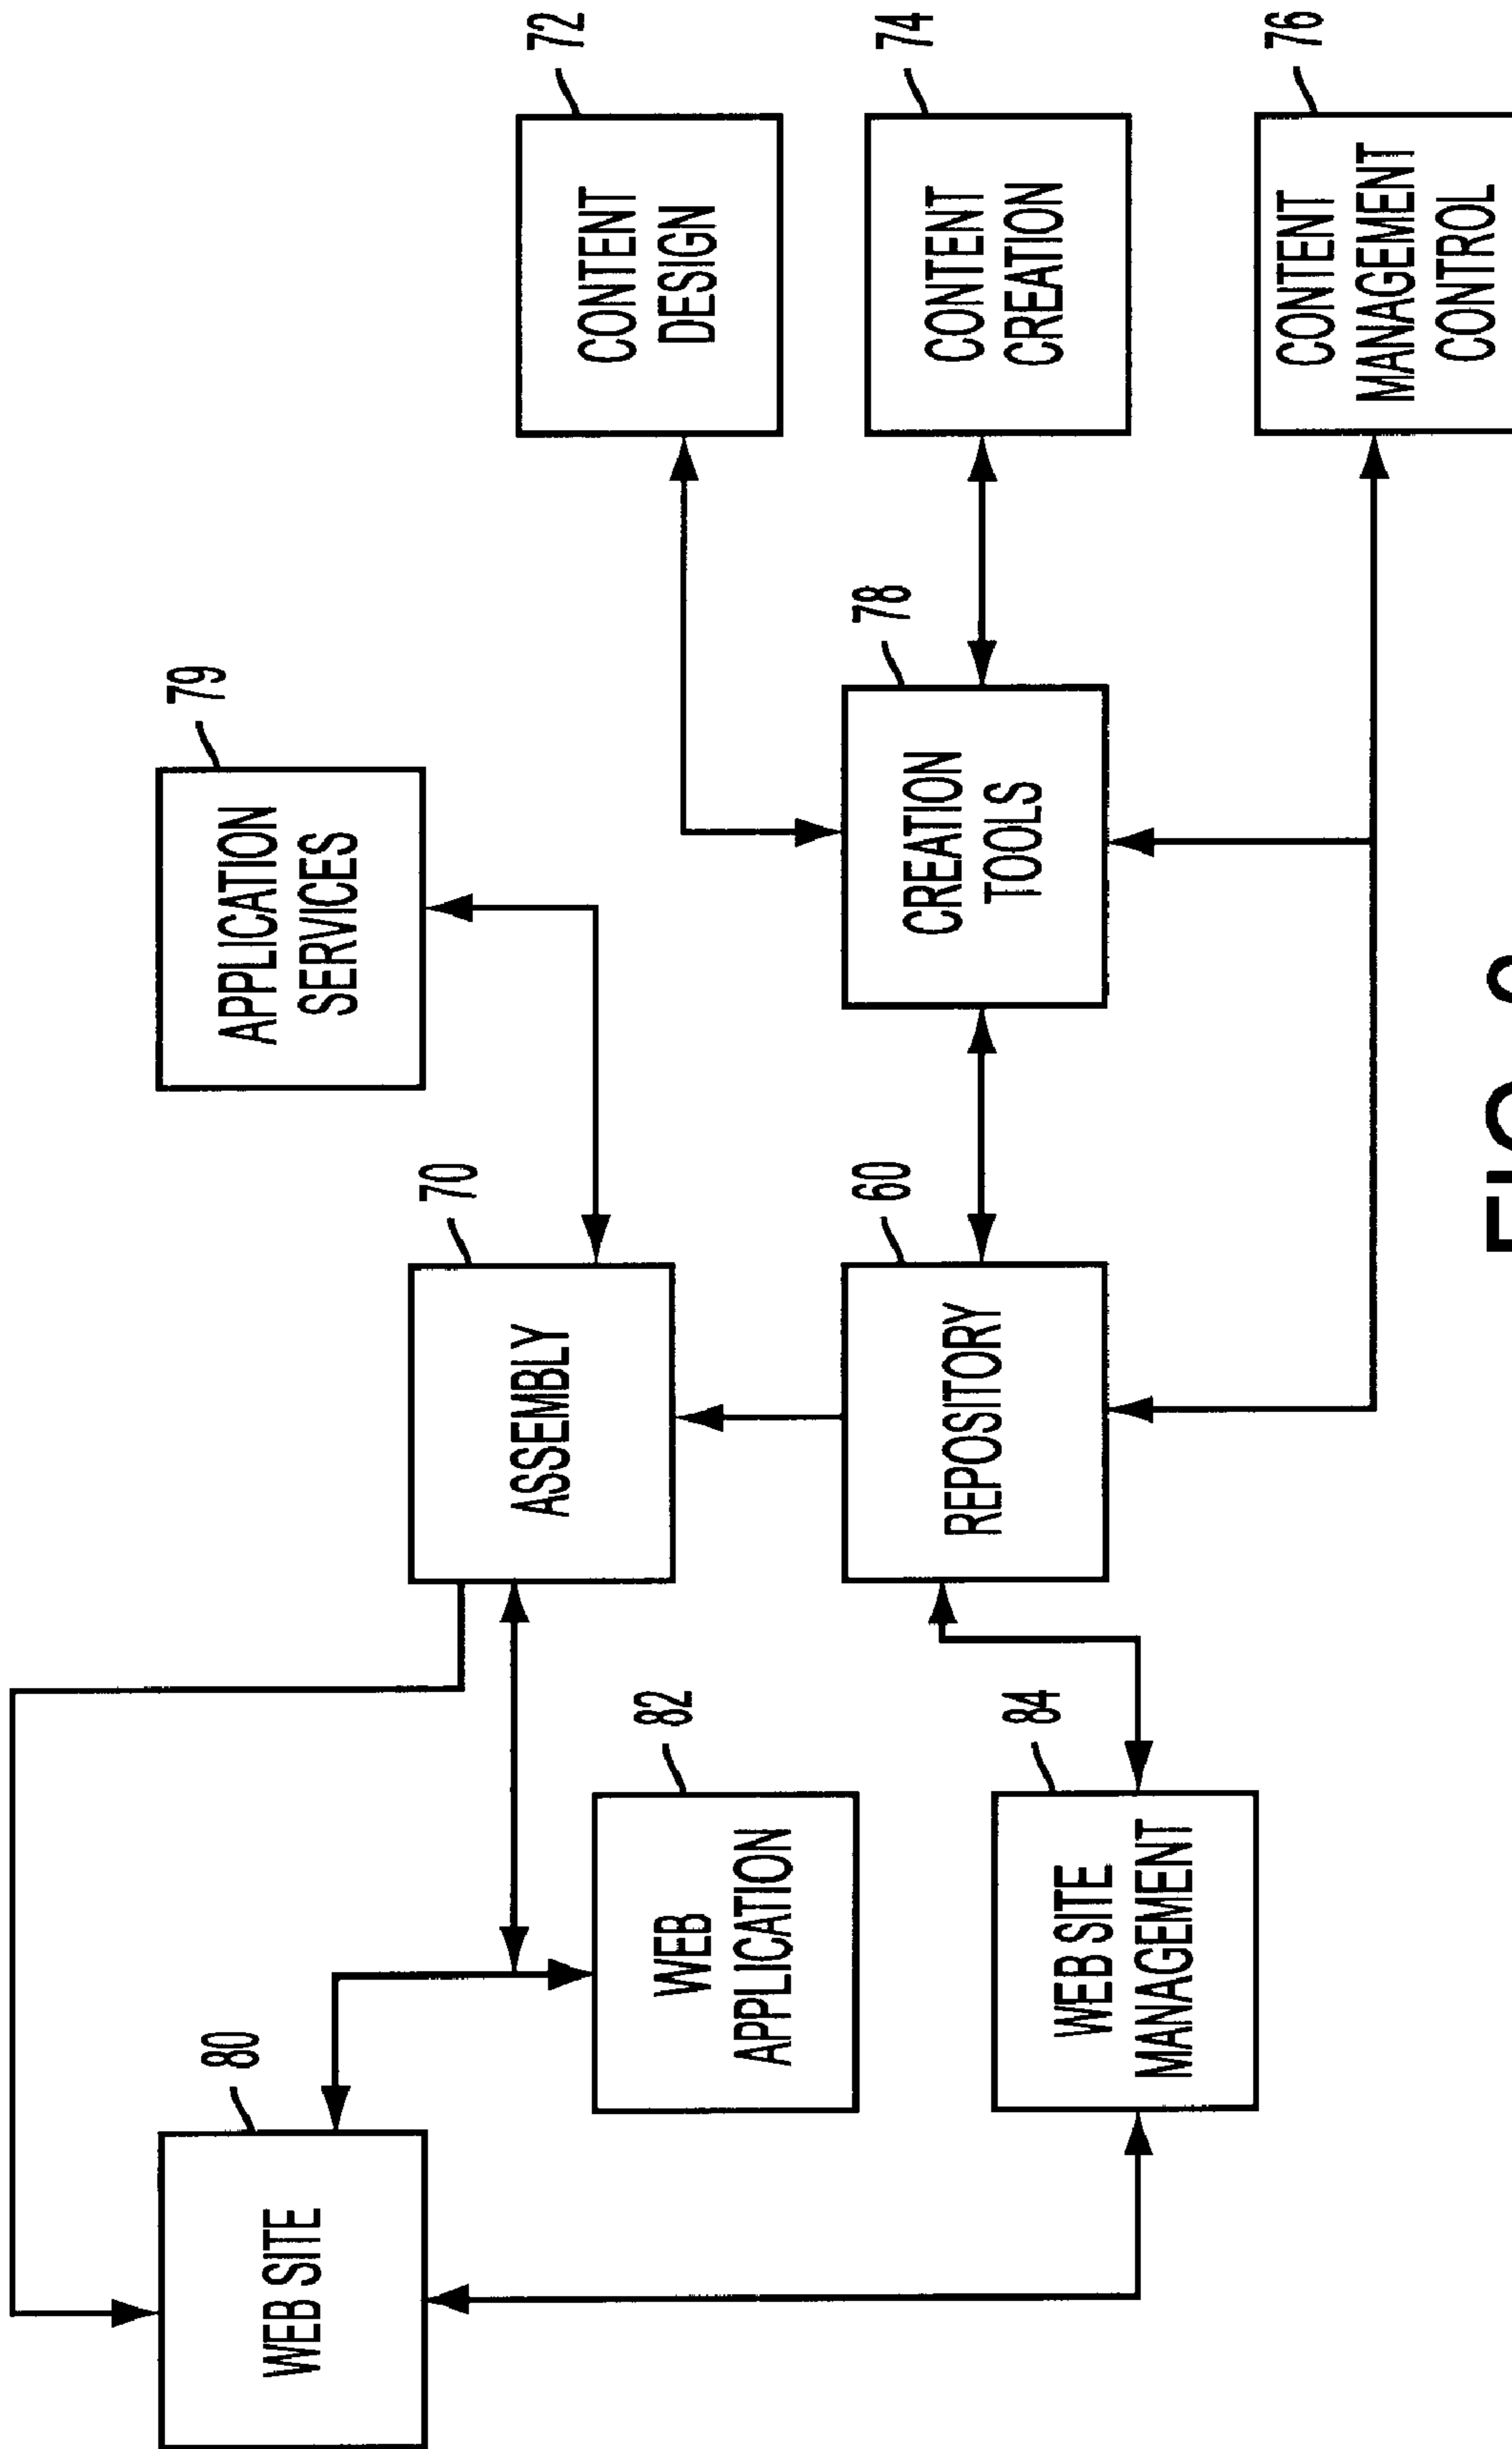 80
WEB SITE
79
APPLICATION
SERVICES
70
ASSEMBLY
72
CONTENT
DESIGN
82
WEB
APPLICATION
60
REPOSITORY
78
CREATION
TOOLS
74
CONTENT
CREATION
84
WEB SITE
MANAGEMENT
76
CONTENT
MANAGEMENT
CONTROL